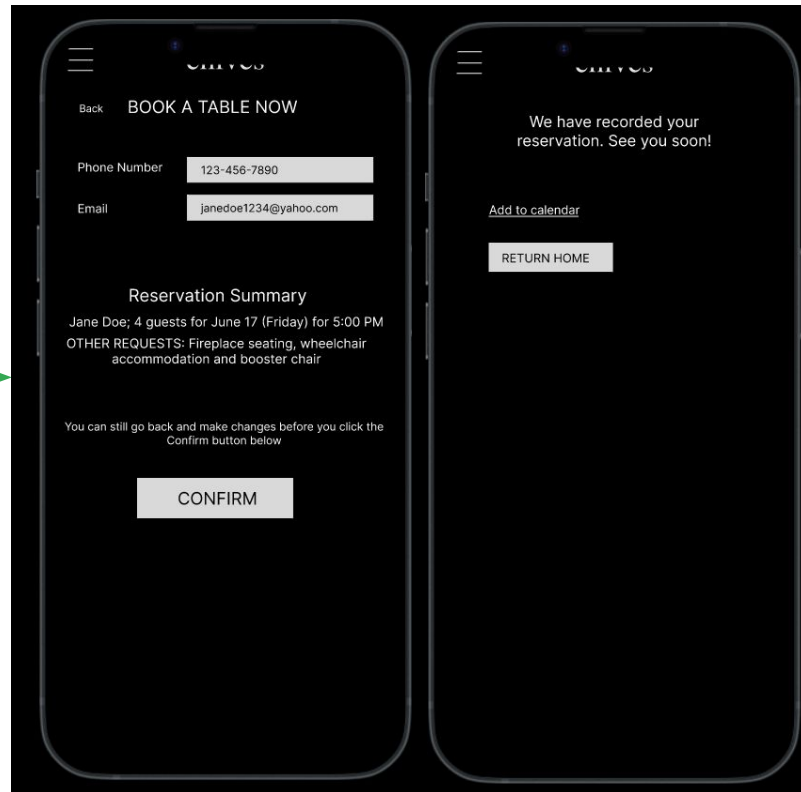 Back BOOK A TABLE NOW
Phone Number 123-456-7890
Email janedoe1234@yahoo.com
Reservation Summary
Jane Doe; 4 guests for June 17 (Friday) for 5:00 PM
OTHER REQUESTS: Fireplace seating, wheelchair
accommodation and booster chair
You can still go back and make changes before you click the
Confirm button below
CONFIRM
We have recorded your
reservation. See you soon!
Add to calendar
RETURN HOME